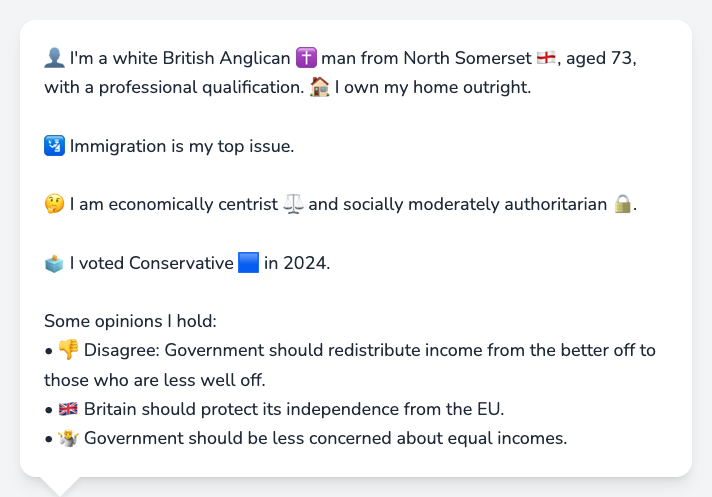 👤 I'm a white British Anglican ✝️ man from North Somerset 🏴󠁧󠁢󠁥󠁮󠁧󠁿, aged 73,
with a professional qualification. 🏠 I own my home outright.
🛂 Immigration is my top issue.
🤔 I am economically centrist ⚖️ and socially moderately authoritarian 🔒.
🗳️ I voted Conservative 🟦 in 2024.
Some opinions I hold:
• 👎 Disagree: Government should redistribute income from the better off to
those who are less well off.
• 🇬🇧 Britain should protect its independence from the EU.
• 🤷 Government should be less concerned about equal incomes.